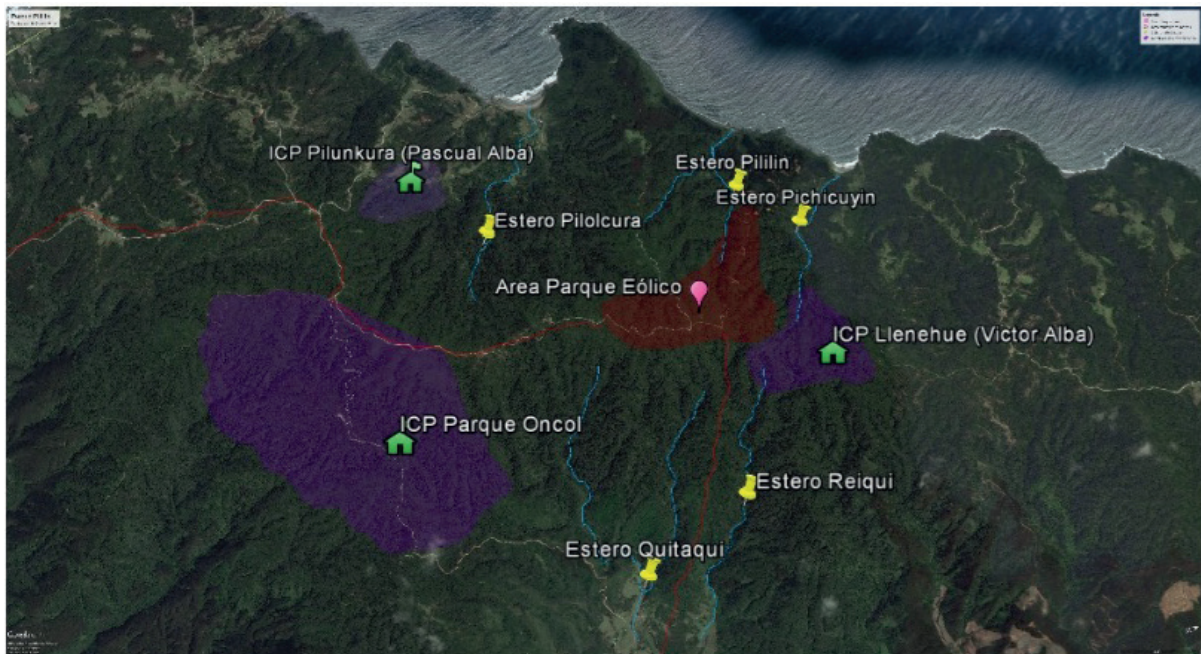 ICP Pilunkura (Pascual Alba)
Estero Pililin
Estero Pichicuyin
Estero Pilolcura
Area Parque Eólico
ICP Llenehue (Victor Alba)
ICP Parque Oncol
Estero Reiqui
Estero Quitaqui